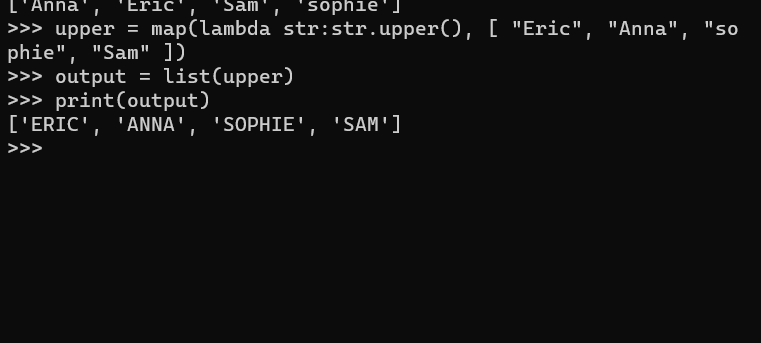 ['Anna', 'Eric', 'Sam', 'sophie']
>>> upper = map(lambda str:str.upper(), [ "Eric", "Anna", "so
phie", "Sam" ])
>>> output = list(upper)
>>> print(output)
['ERIC', 'ANNA', 'SOPHIE', 'SAM']
>>>